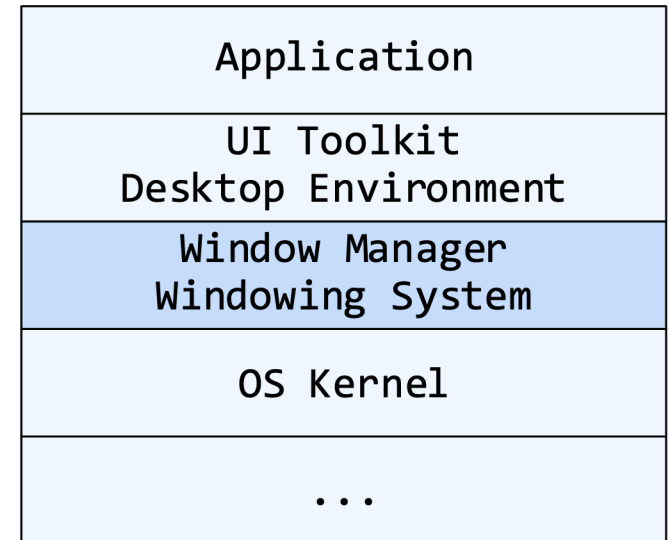 Application
UI Toolkit
Desktop Environment
Window Manager
Windowing System
OS Kernel
...